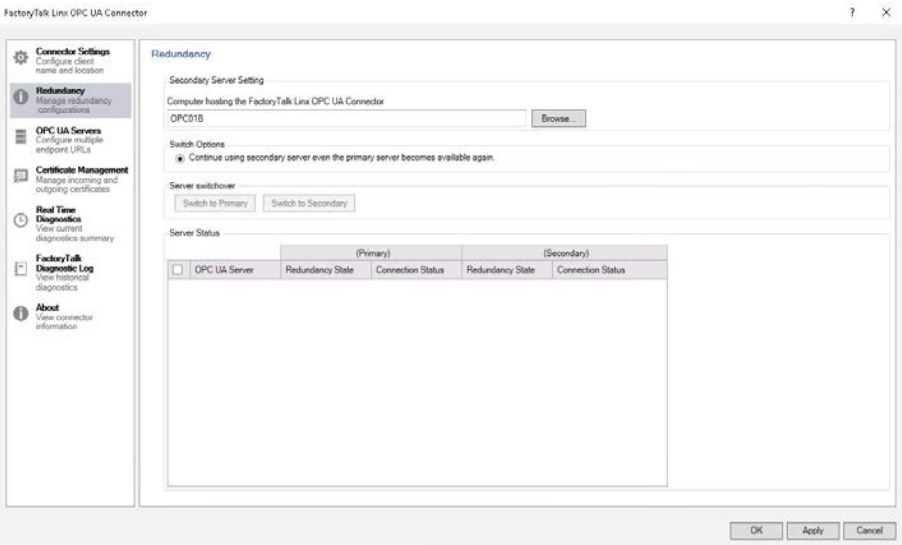 FactoryTalk Linx OPC UA Connector
?
Connector Settings
Configure client
name and location
Redundancy
Manage redundancy
configurations
OPC UA Servers
Configure multiple
endpoint URLs
Certificate Management
Manage incoming and
outgoing certificates
Real Time
Diagnostics
View current
diagnostics summary
FactoryTalk
Diagnostic Log
View historical
diagnostics
About
View connector
information
Redundancy
Secondary Server Setting
Computer hosting the FactoryTalk Linx OPC UA Connector
OPC01B
Browse...
Switch Options
Continue using secondary server even the primary server becomes available again.
Server switchover
Switch to Primary Switch to Secondary
Server Status
(Primary) (Secondary)
OPC UA Server Redundancy State Connection Status Redundancy State Connection Status
OK Apply Cancel